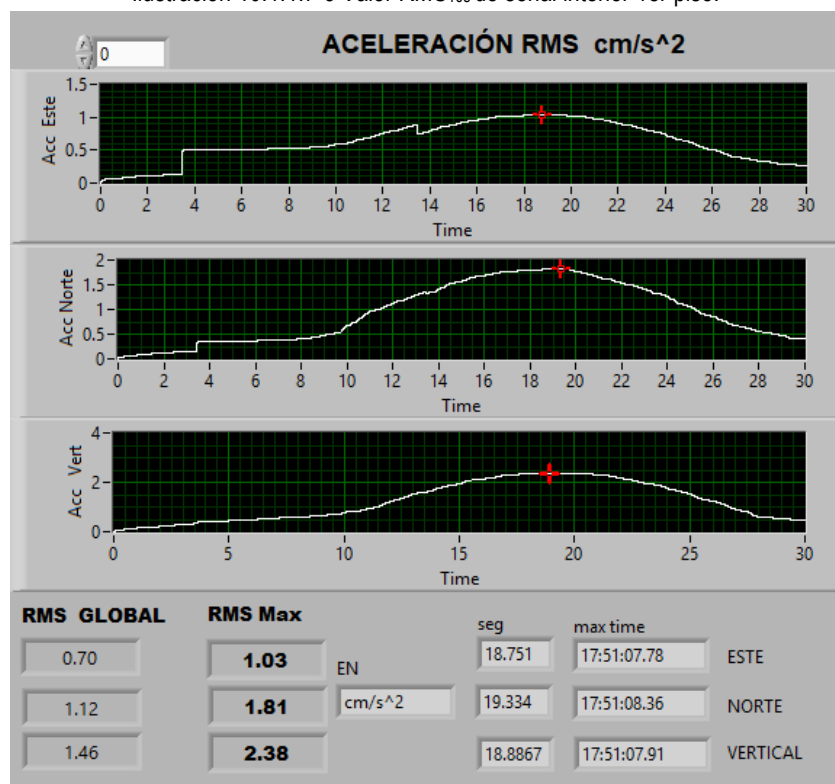 ACELERACIÓN RMS cm/s^2
0
Acc Este
1.5
1
0.5
0
0 2 4 6 8 10 12 14 16 18 20 22 24 26 28 30
Time
Acc Norte
2
1.5
1
0.5
0
0 2 4 6 8 10 12 14 16 18 20 22 24 26 28 30
Time
Acc Vert
4
2
0
0 5 10 15 20 25 30
Time
RMS GLOBAL RMS Max seg max time
0.70 1.03 EN 18.751 17:51:07.78 ESTE
1.12 1.81 cm/s^2 19.334 17:51:08.36 NORTE
1.46 2.38 18.8867 17:51:07.91 VERTICAL